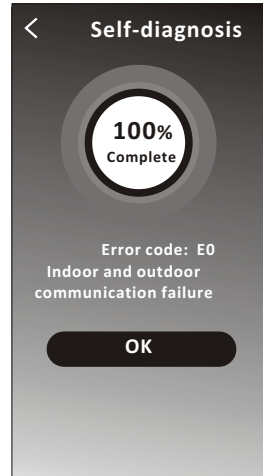 Self-diagnosis
100%
Complete
Error code: E0
Indoor and outdoor
communication failure
OK